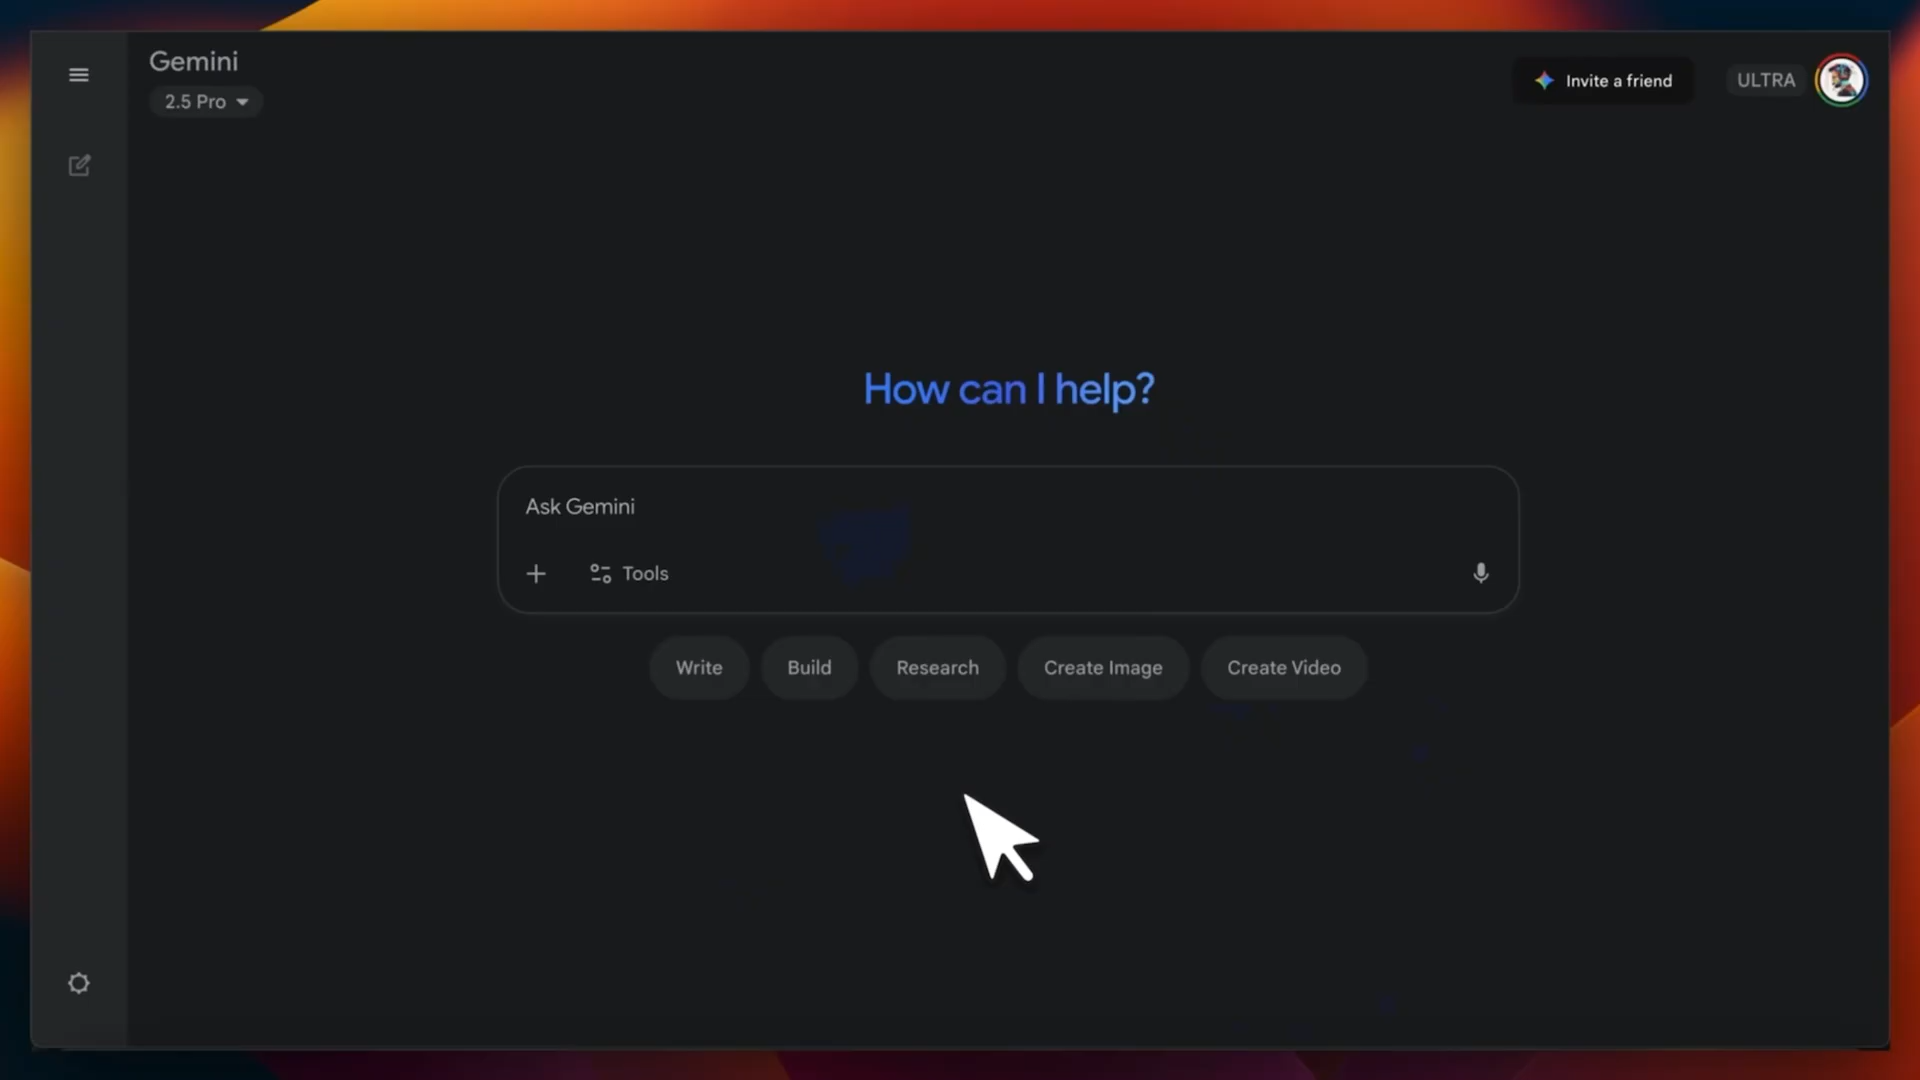 Gemini
2.5 Pro
Invite a friend
ULTRA
How can I help?
Ask Gemini
Tools
Write
Build
Research
Create Image
Create Video